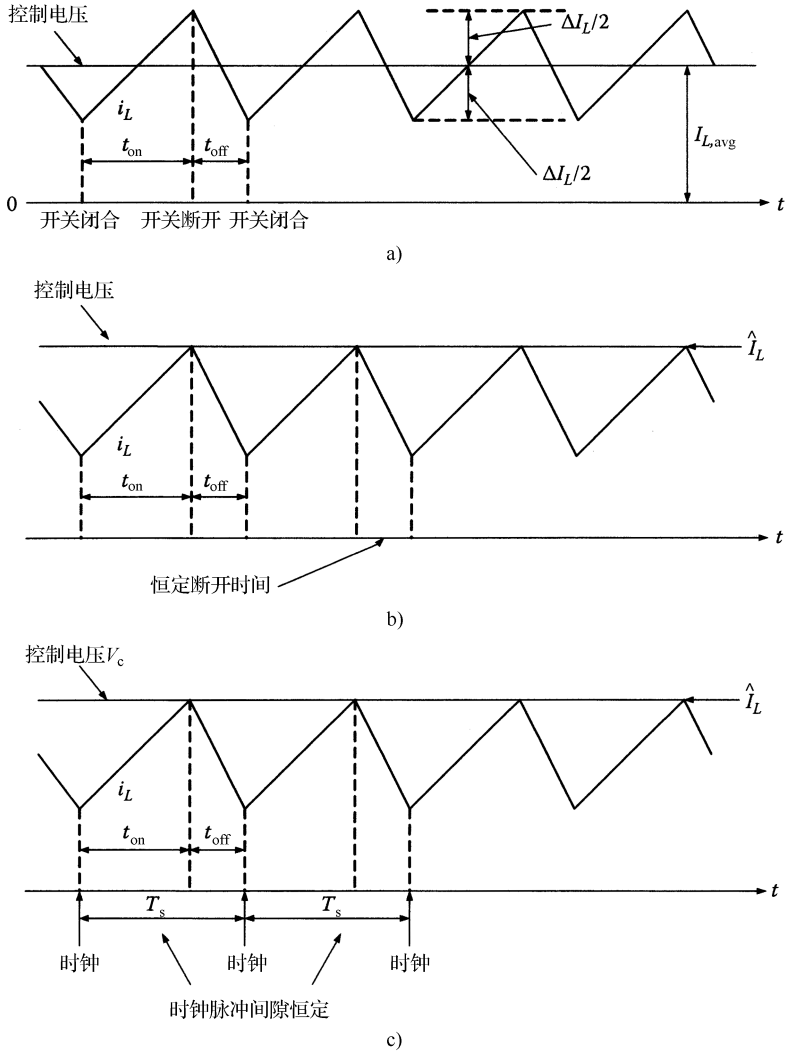 控制电压
ΔI_L/2
i_L
t_on
t_off
I_L,avg
ΔI_L/2
0
t
开关闭合
开关断开
开关闭合
a)
控制电压
Î_L
i_L
t_on
t_off
t
恒定断开时间
b)
控制电压V_c
Î_L
i_L
t_on
t_off
t
T_s
T_s
时钟
时钟
时钟
时钟脉冲间隙恒定
c)